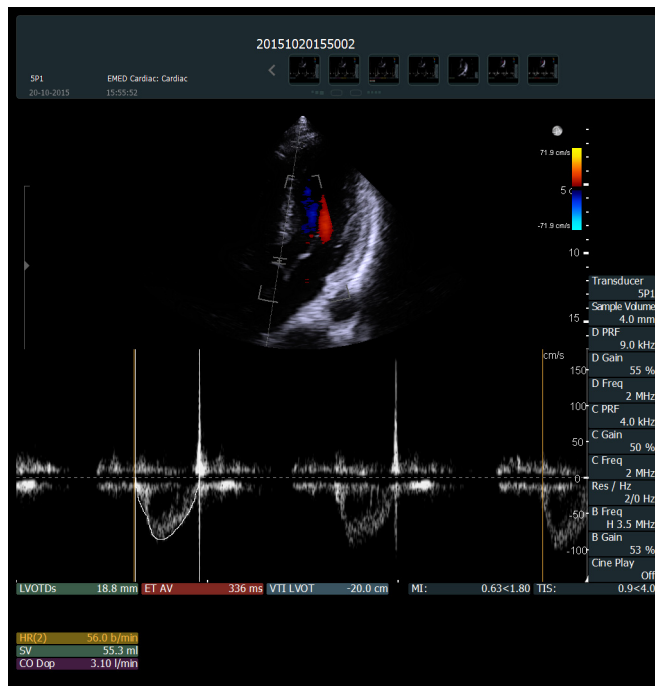 20151020155002
5P1 EMED Cardiac: Cardiac
20-10-2015 15:55:52
71.9 cm/s
5 c
-71.9 cm/s
10
15
Transducer
5P1
Sample Volume
4.0 mm
D PRF
9.0 kHz
D Gain
55 %
D Freq
2 MHz
C PRF
4.0 kHz
C Gain
50 %
C Freq
2 MHz
Res / Hz
2/0 Hz
B Freq
H 3.5 MHz
B Gain
53 %
Cine Play
Off
cm/s
150
100
50
0
-50
-100
LVOTDs 18.8 mm ET AV 336 ms VTI LVOT -20.0 cm MI: 0.63<1.80 TIS: 0.9<4.0
HR(2) 56.0 b/min
SV 55.3 ml
CO Dop 3.10 l/min